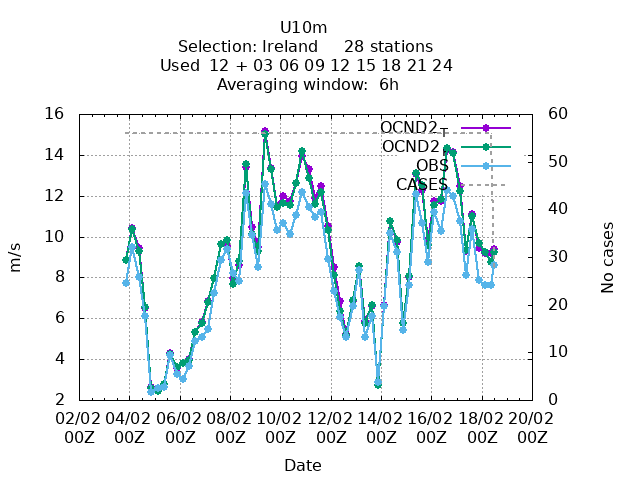 U10m
Selection: Ireland 28 stations
Used 12 + 03 06 09 12 15 18 21 24
Averaging window: 6h
16 60
OCND2_T
14 50
OCND2
OBS
12 CASES 40
10 30
8 20
6
4 10
2 0
m/s
No cases
02/02 04/02 06/02 08/02 10/02 12/02 14/02 16/02 18/02 20/02
00Z 00Z 00Z 00Z 00Z 00Z 00Z 00Z 00Z 00Z
Date